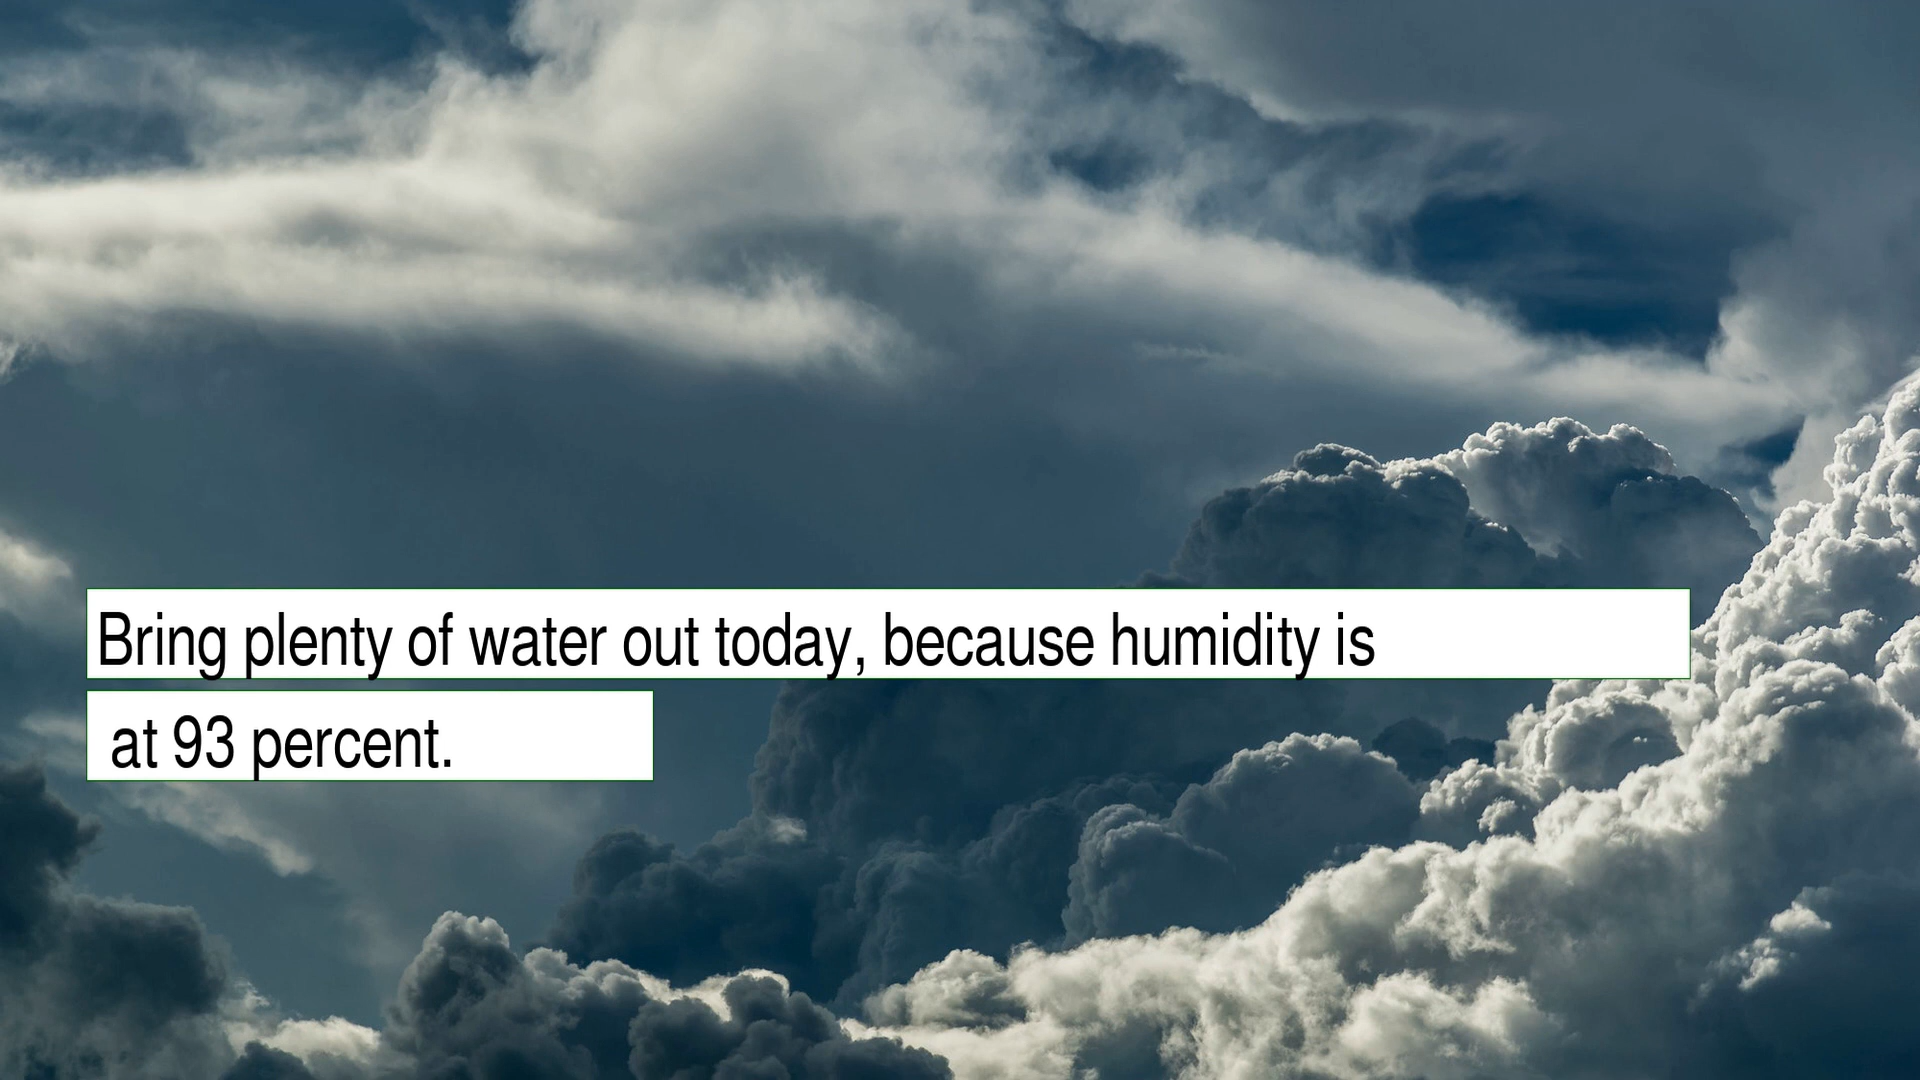 Bring plenty of water out today, because humidity is
at 93 percent.